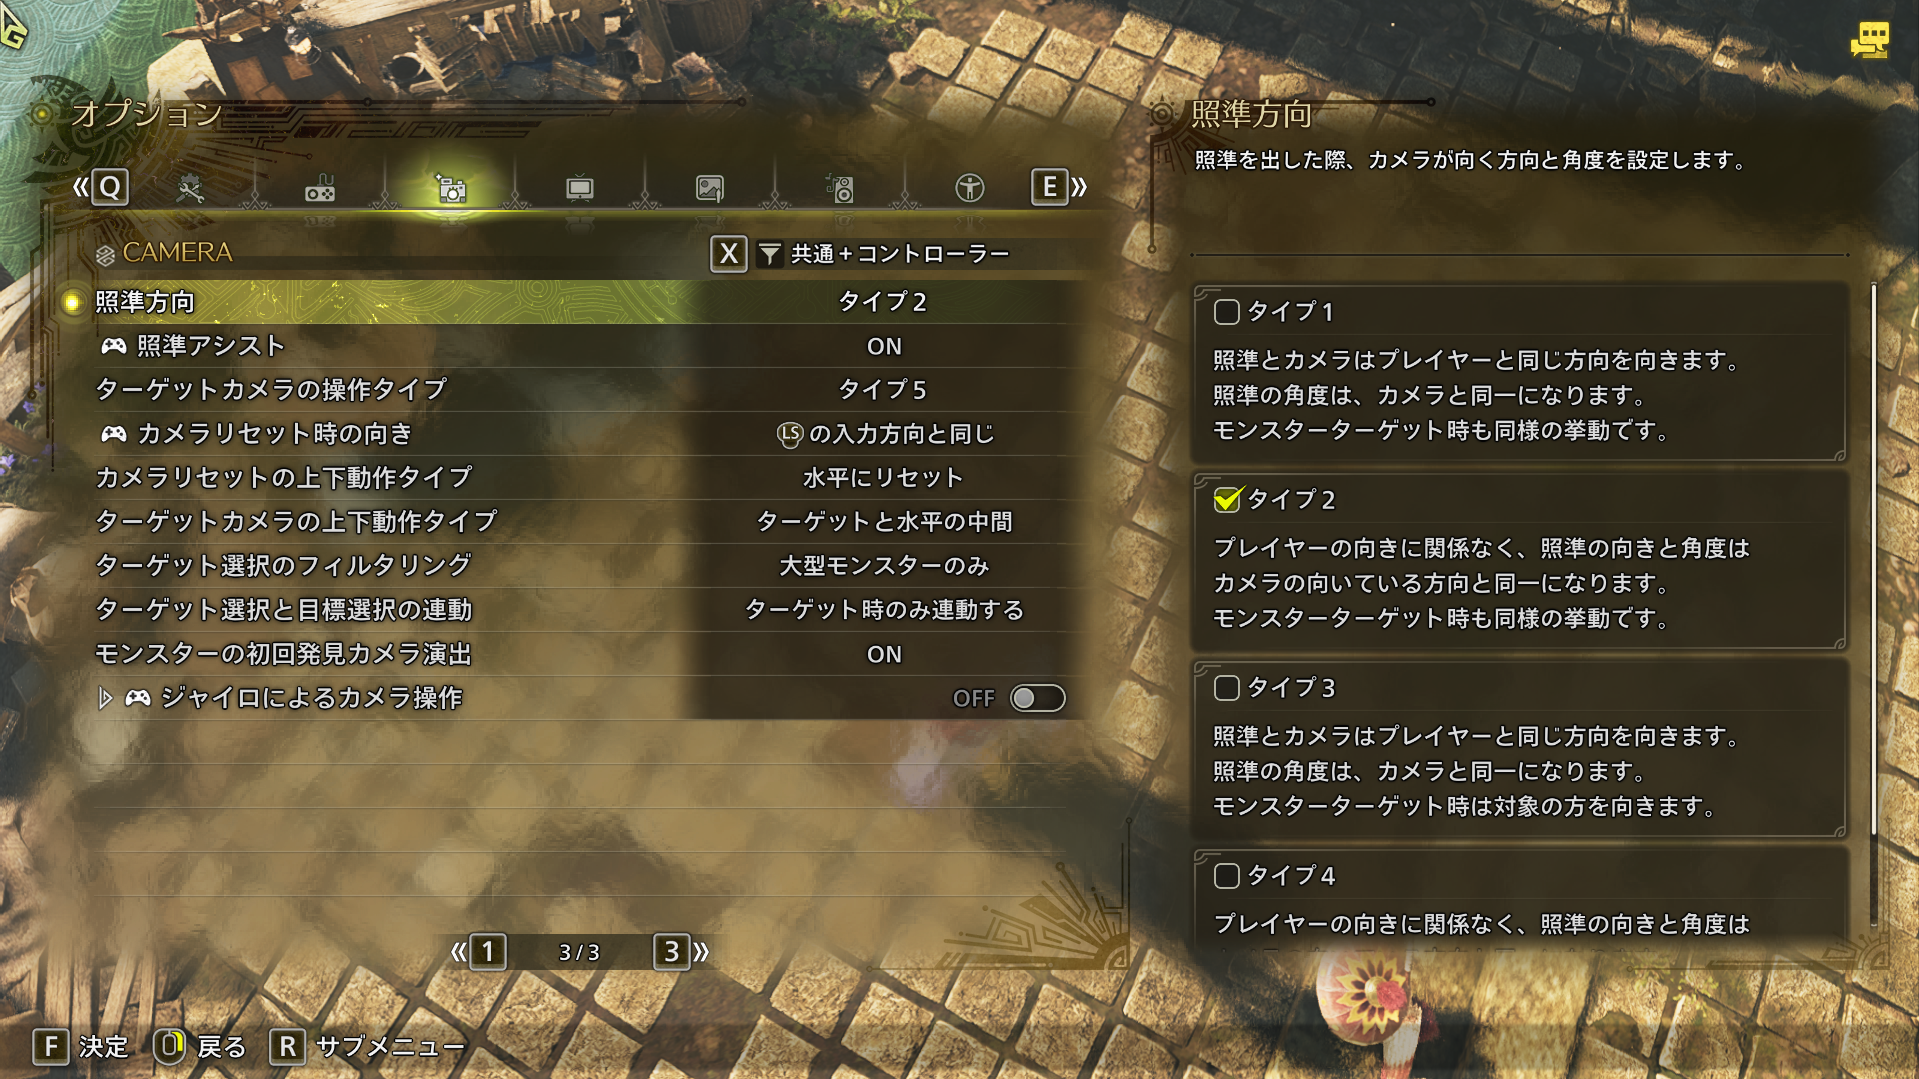 オプション
Q
E
CAMERA
X 共通+コントローラー
照準方向 タイプ2
照準アシスト ON
ターゲットカメラの操作タイプ タイプ5
カメラリセット時の向き LSの入力方向と同じ
カメラリセットの上下動作タイプ 水平にリセット
ターゲットカメラの上下動作タイプ ターゲットと水平の中間
ターゲット選択のフィルタリング 大型モンスターのみ
ターゲット選択と目標選択の連動 ターゲット時のみ連動する
モンスターの初回発見カメラ演出 ON
ジャイロによるカメラ操作 OFF
1 3/3 3
F 決定 戻る R サブメニュー
照準方向
照準を出した際、カメラが向く方向と角度を設定します。
タイプ1
照準とカメラはプレイヤーと同じ方向を向きます。
照準の角度は、カメラと同一になります。
モンスターターゲット時も同様の挙動です。
タイプ2
プレイヤーの向きに関係なく、照準の向きと角度は
カメラの向いている方向と同一になります。
モンスターターゲット時も同様の挙動です。
タイプ3
照準とカメラはプレイヤーと同じ方向を向きます。
照準の角度は、カメラと同一になります。
モンスターターゲット時は対象の方を向きます。
タイプ4
プレイヤーの向きに関係なく、照準の向きと角度は